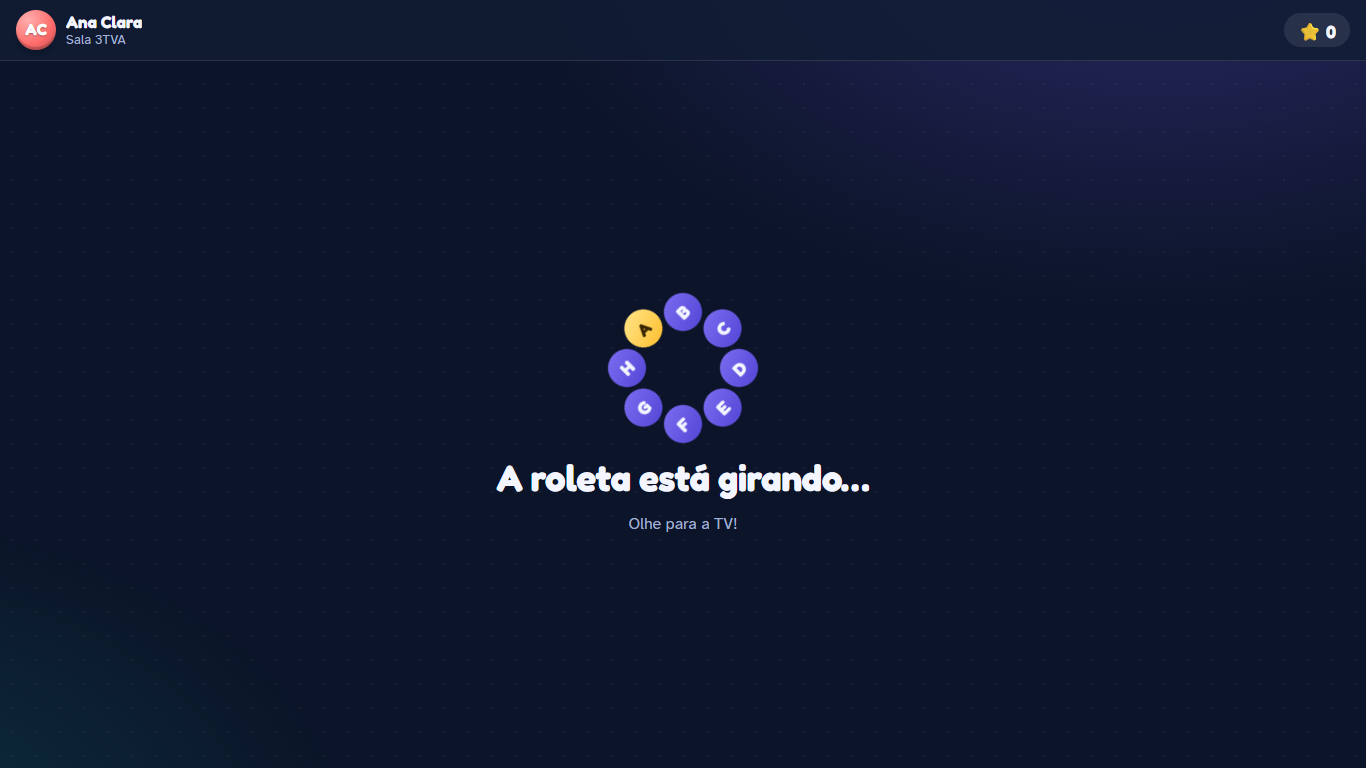 AC
Ana Clara
Sala 3TVA
0
A
B
C
D
E
F
G
H
A roleta está girando...
Olhe para a TV!